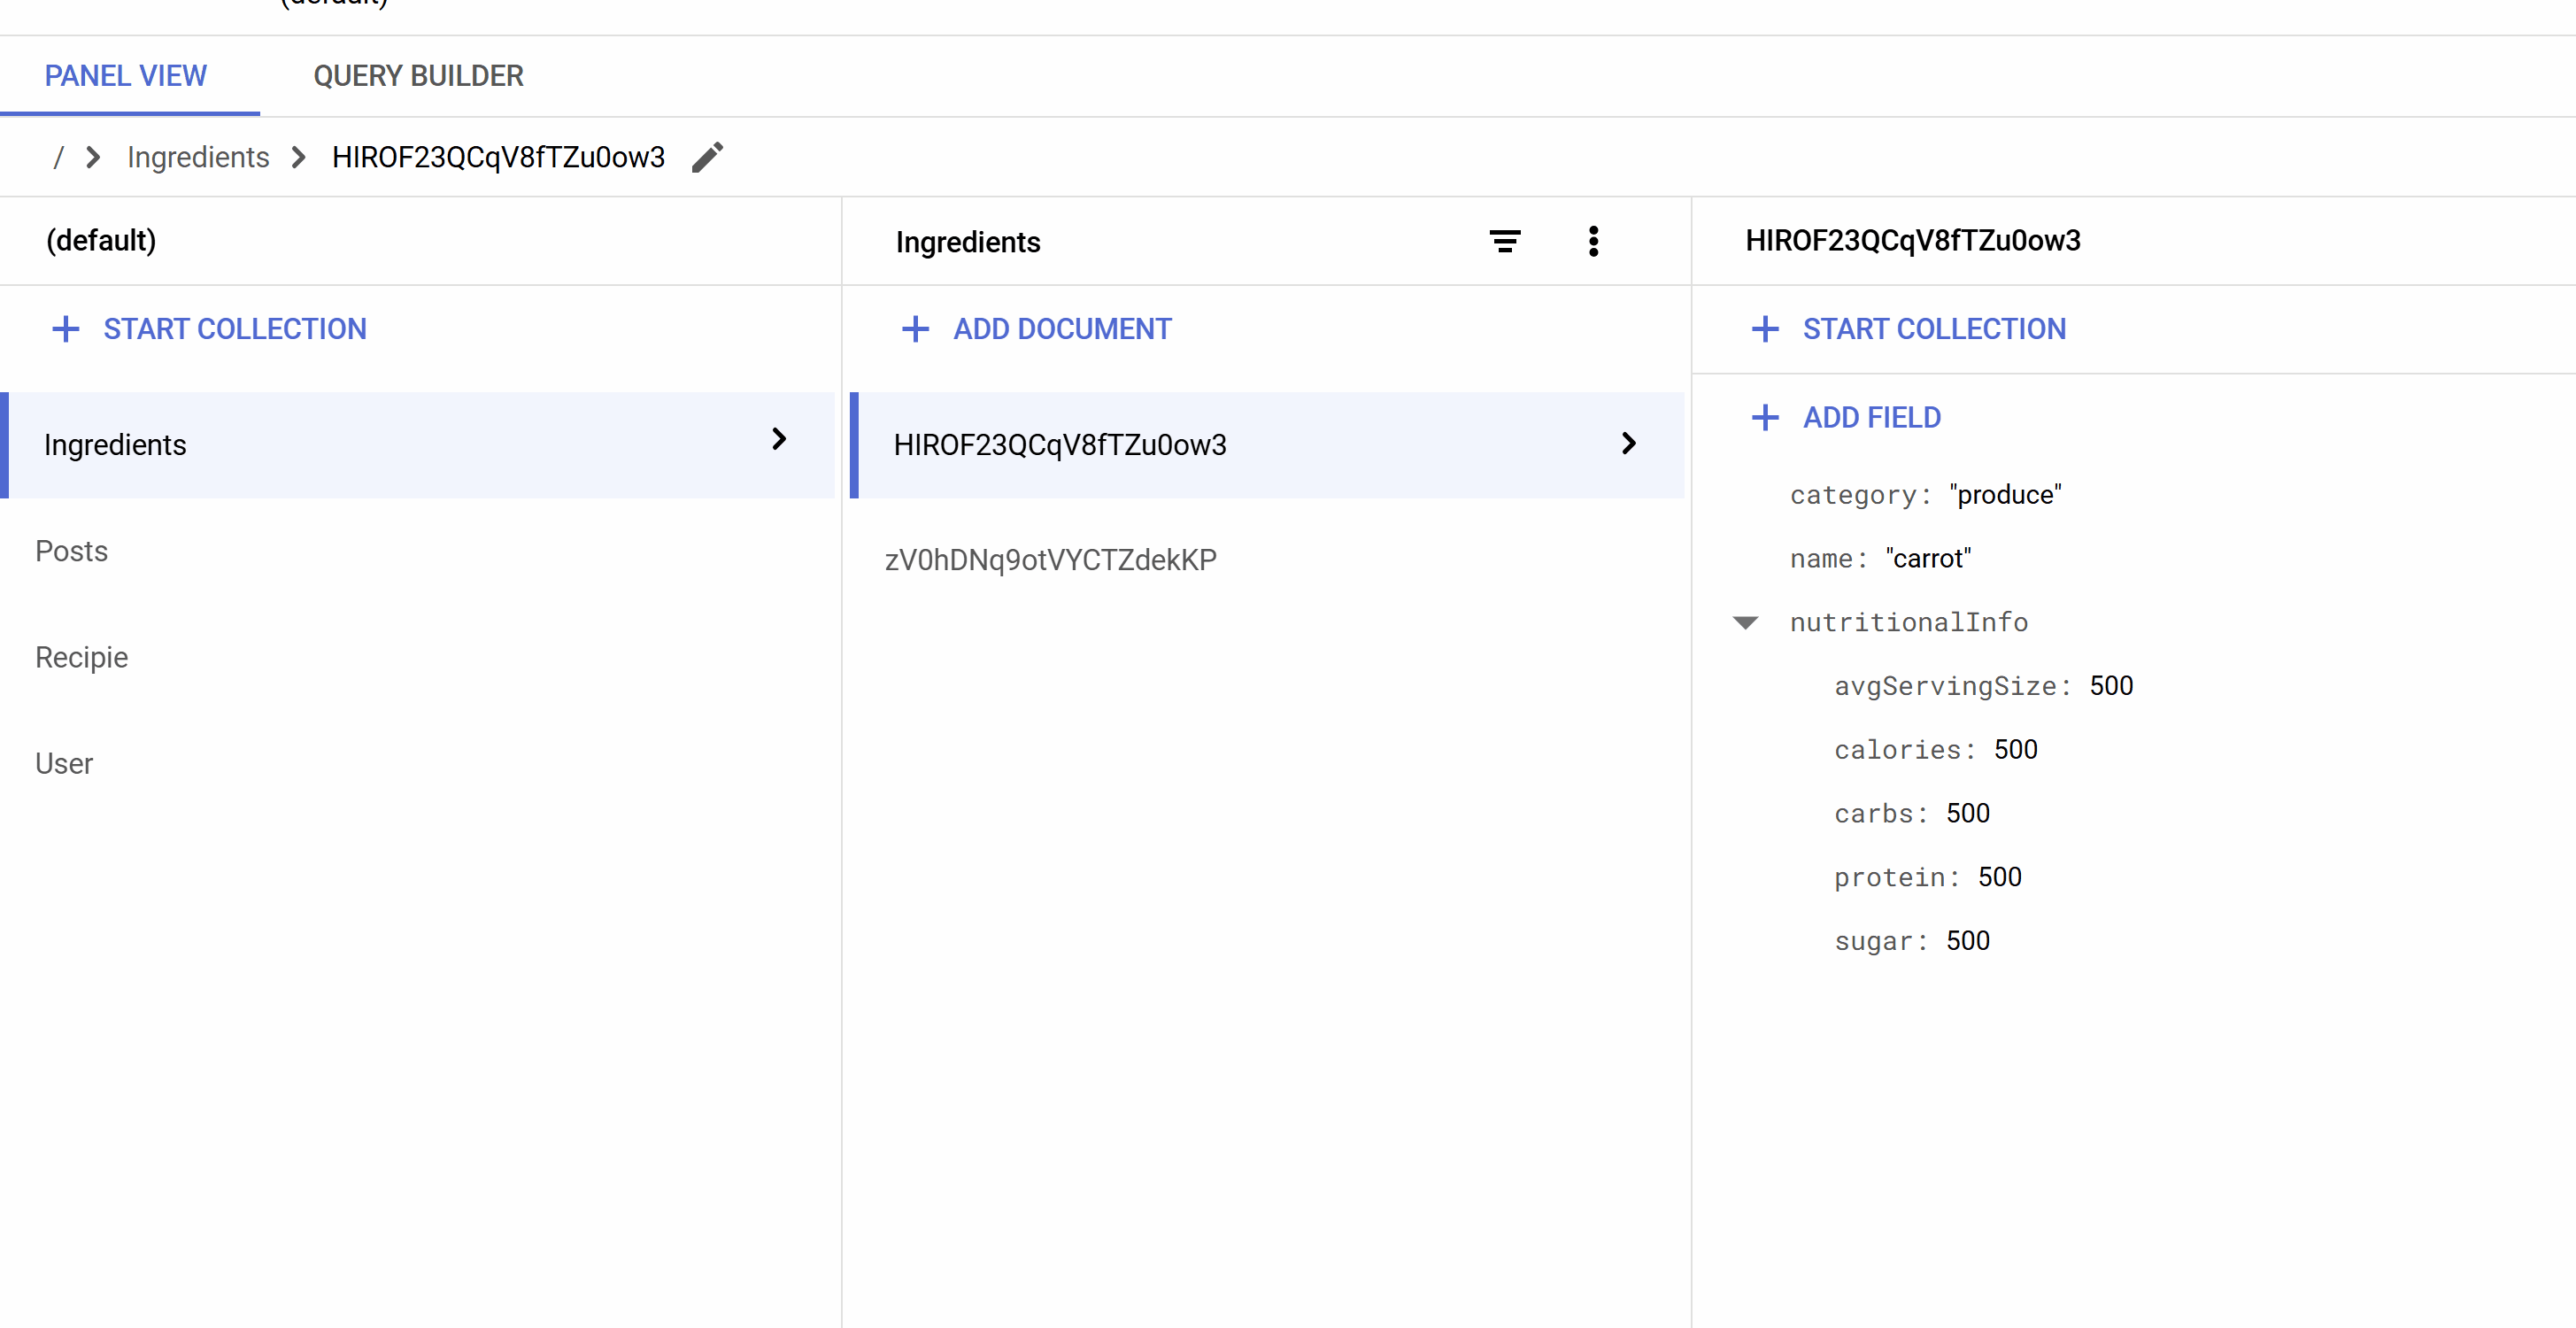 (default)
PANEL VIEW QUERY BUILDER
/ Ingredients HIROF23QCqV8fTZu0ow3
(default)
START COLLECTION
Ingredients
Posts
Recipie
User
Ingredients
ADD DOCUMENT
HIROF23QCqV8fTZu0ow3
zV0hDNq9otVYCTZdekKP
HIROF23QCqV8fTZu0ow3
START COLLECTION
ADD FIELD
category: "produce"
name: "carrot"
nutritionalInfo
avgServingSize: 500
calories: 500
carbs: 500
protein: 500
sugar: 500